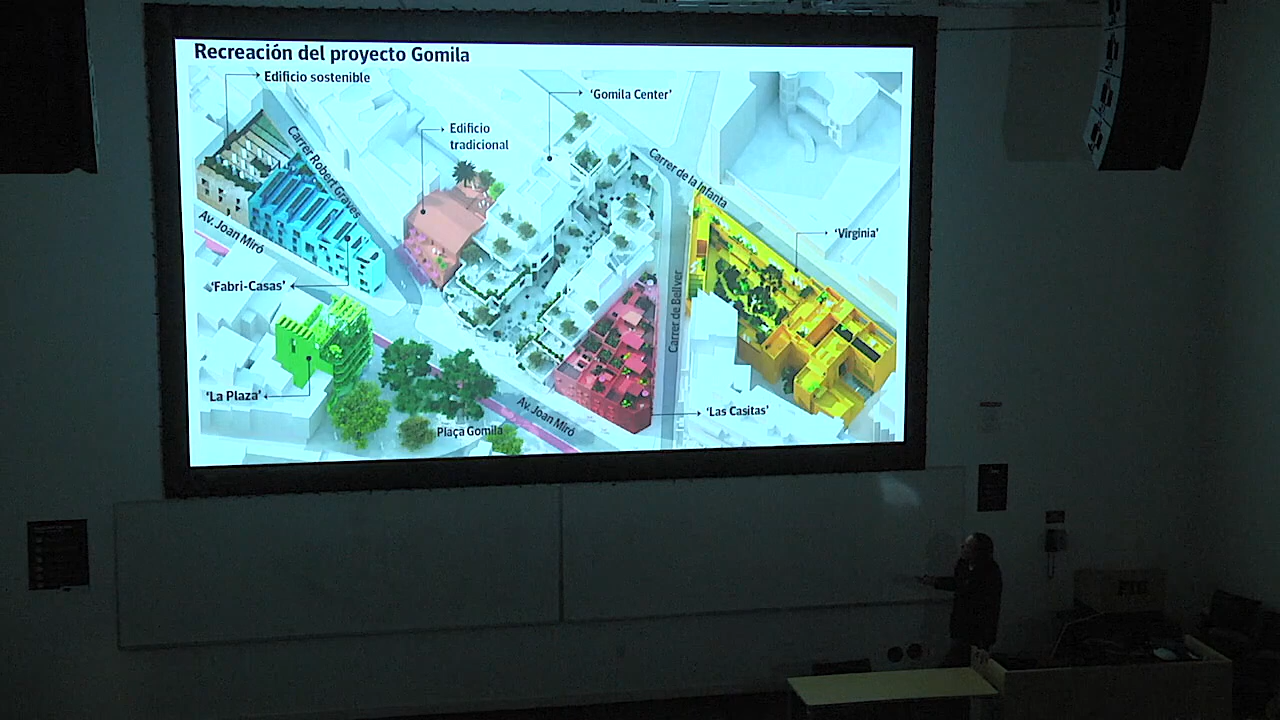 Recreación del proyecto Gomila
Edificio sostenible
‘Gomila Center’
Edificio
tradicional
Carrer Robert Graves
Carrer de la Infanta
Av. Joan Miró
‘Virginia’
‘Fabri-Casas’
Carrer de Bellver
‘La Plaza’
Av. Joan Miró
‘Las Casitas’
Plaça Gomila